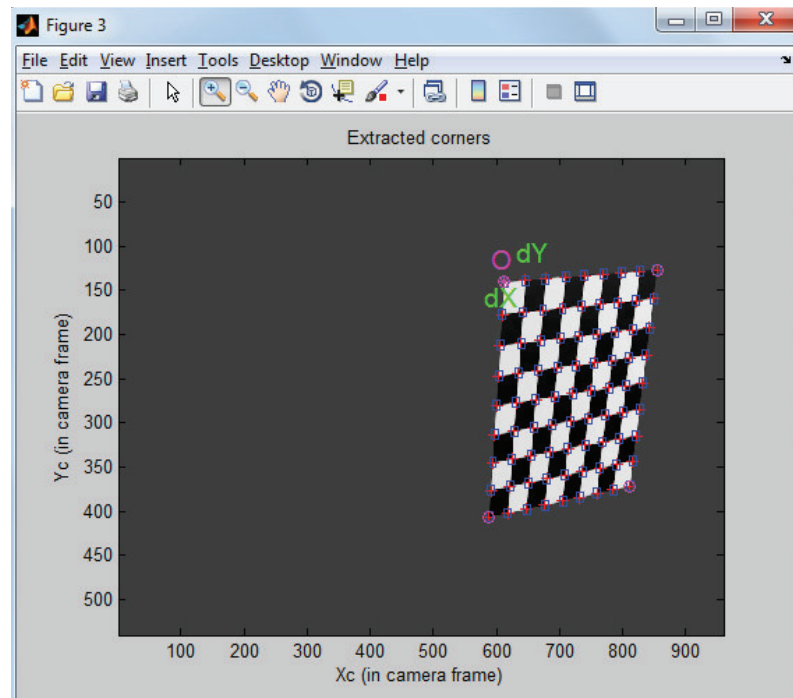 Figure 3
File Edit View Insert Tools Desktop Window Help
Extracted corners
50
100
150
200
250
300
350
400
450
500
O
dY
dX
Yc (in camera frame)
100 200 300 400 500 600 700 800 900
Xc (in camera frame)